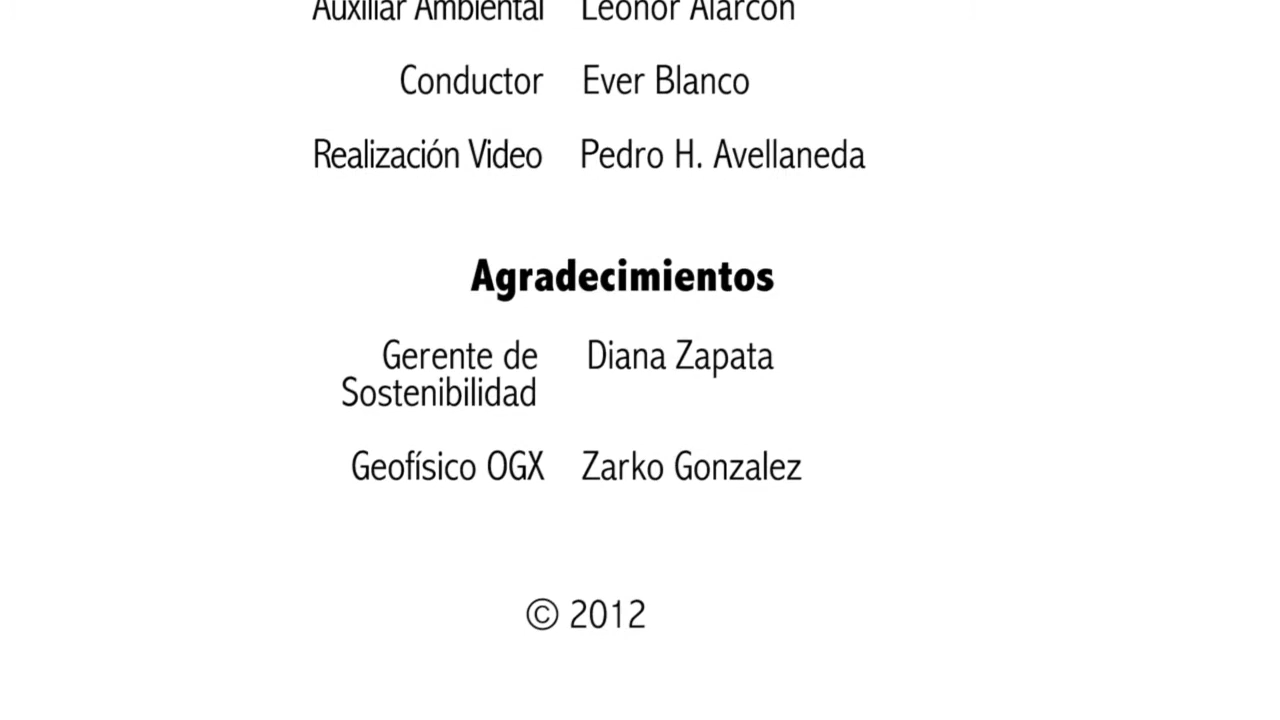 Auxiliar Ambiental Leonor Alarcón
Conductor Ever Blanco
Realización Video Pedro H. Avellaneda
Agradecimientos
Gerente de Diana Zapata
Sostenibilidad
Geofísico OGX Zarko Gonzalez
© 2012